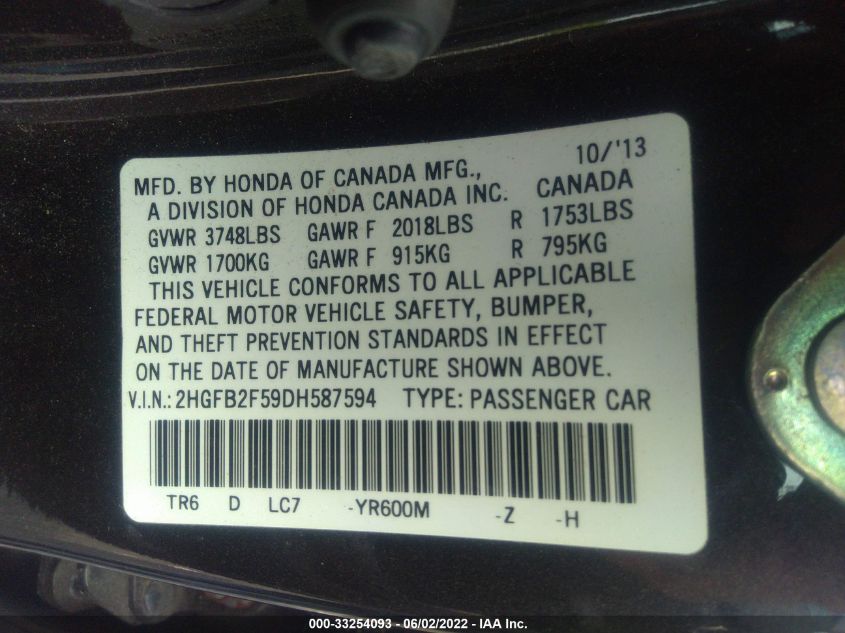 10/'13
MFD. BY HONDA OF CANADA MFG.,
A DIVISION OF HONDA CANADA INC. CANADA
GVWR 3748LBS GAWR F 2018LBS R 1753LBS
GVWR 1700KG GAWR F 915KG R 795KG
THIS VEHICLE CONFORMS TO ALL APPLICABLE
FEDERAL MOTOR VEHICLE SAFETY, BUMPER,
AND THEFT PREVENTION STANDARDS IN EFFECT
ON THE DATE OF MANUFACTURE SHOWN ABOVE.
V.I.N.: 2HGFB2F59DH587594 TYPE: PASSENGER CAR
TR6 D LC7 -YR600M -Z -H
000-33254093 - 06/02/2022 - IAA Inc.